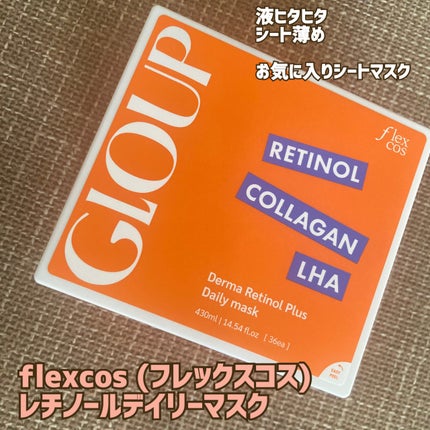 液ヒタヒタ
シート薄め
お気に入りシートマスク
flex
cos
GLOUP
RETINOL
COLLAGAN
LHA
Derma Retinol Plus
Daily mask
430ml | 14.54 fl.oz [ 36ea ]
EASY
PEEL
flexcos (フレックスコス)
レチノールデイリーマスク